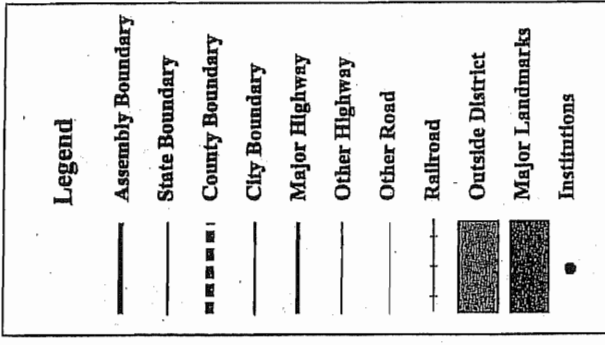 Legend
Assembly Boundary
State Boundary
County Boundary
City Boundary
Major Highway
Other Highway
Other Road
Railroad
Outside District
Major Landmarks
Institutions